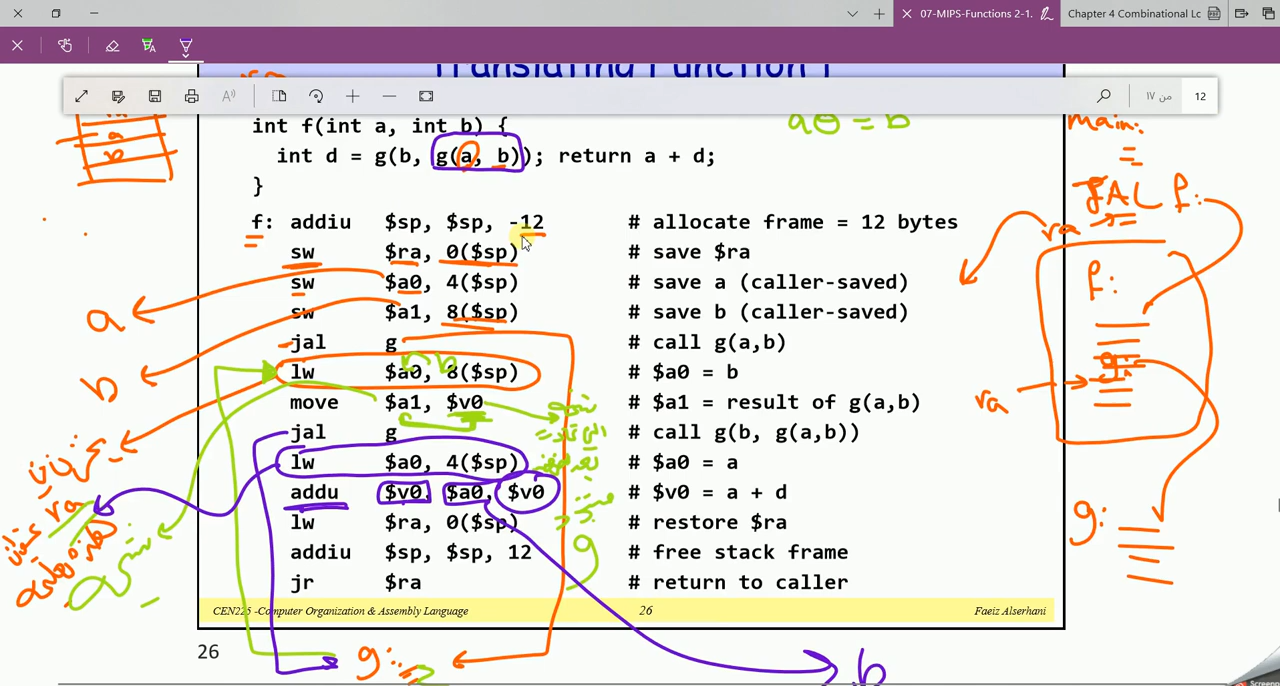 07-MIPS-Functions 2-1.
Chapter 4 Combinational Lc
من ١٧
12
Translating Function f
int f(int a, int b) {
int d = g(b, g(a, b)); return a + d;
}
f: addiu $sp, $sp, -12 # allocate frame = 12 bytes
sw $ra, 0($sp) # save $ra
sw $a0, 4($sp) # save a (caller-saved)
sw $a1, 8($sp) # save b (caller-saved)
jal g # call g(a,b)
lw $a0, 8($sp) # $a0 = b
move $a1, $v0 # $a1 = result of g(a,b)
jal g # call g(b, g(a,b))
lw $a0, 4($sp) # $a0 = a
addu $v0, $a0, $v0 # $v0 = a + d
lw $ra, 0($sp) # restore $ra
addiu $sp, $sp, 12 # free stack frame
jr $ra # return to caller
CEN225 -Computer Organization & Assembly Language
26
Faeiz Alserhani
26
main:
JAL f:
ra
f:
ra
g:
a
b
g:
b